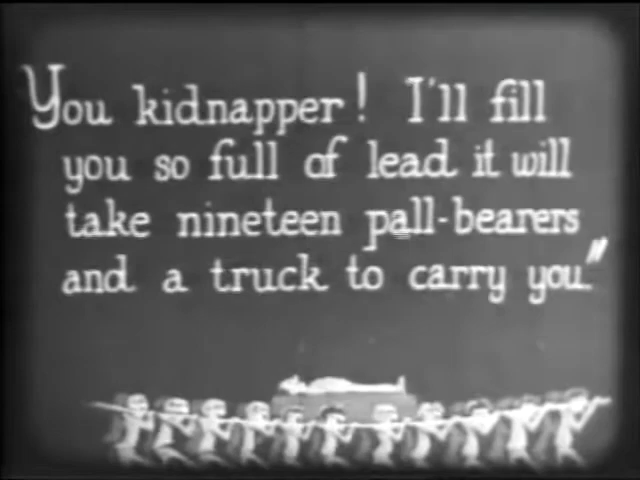 You kidnapper! I'll fill
you so full of lead it will
take nineteen pall-bearers
and a truck to carry you."